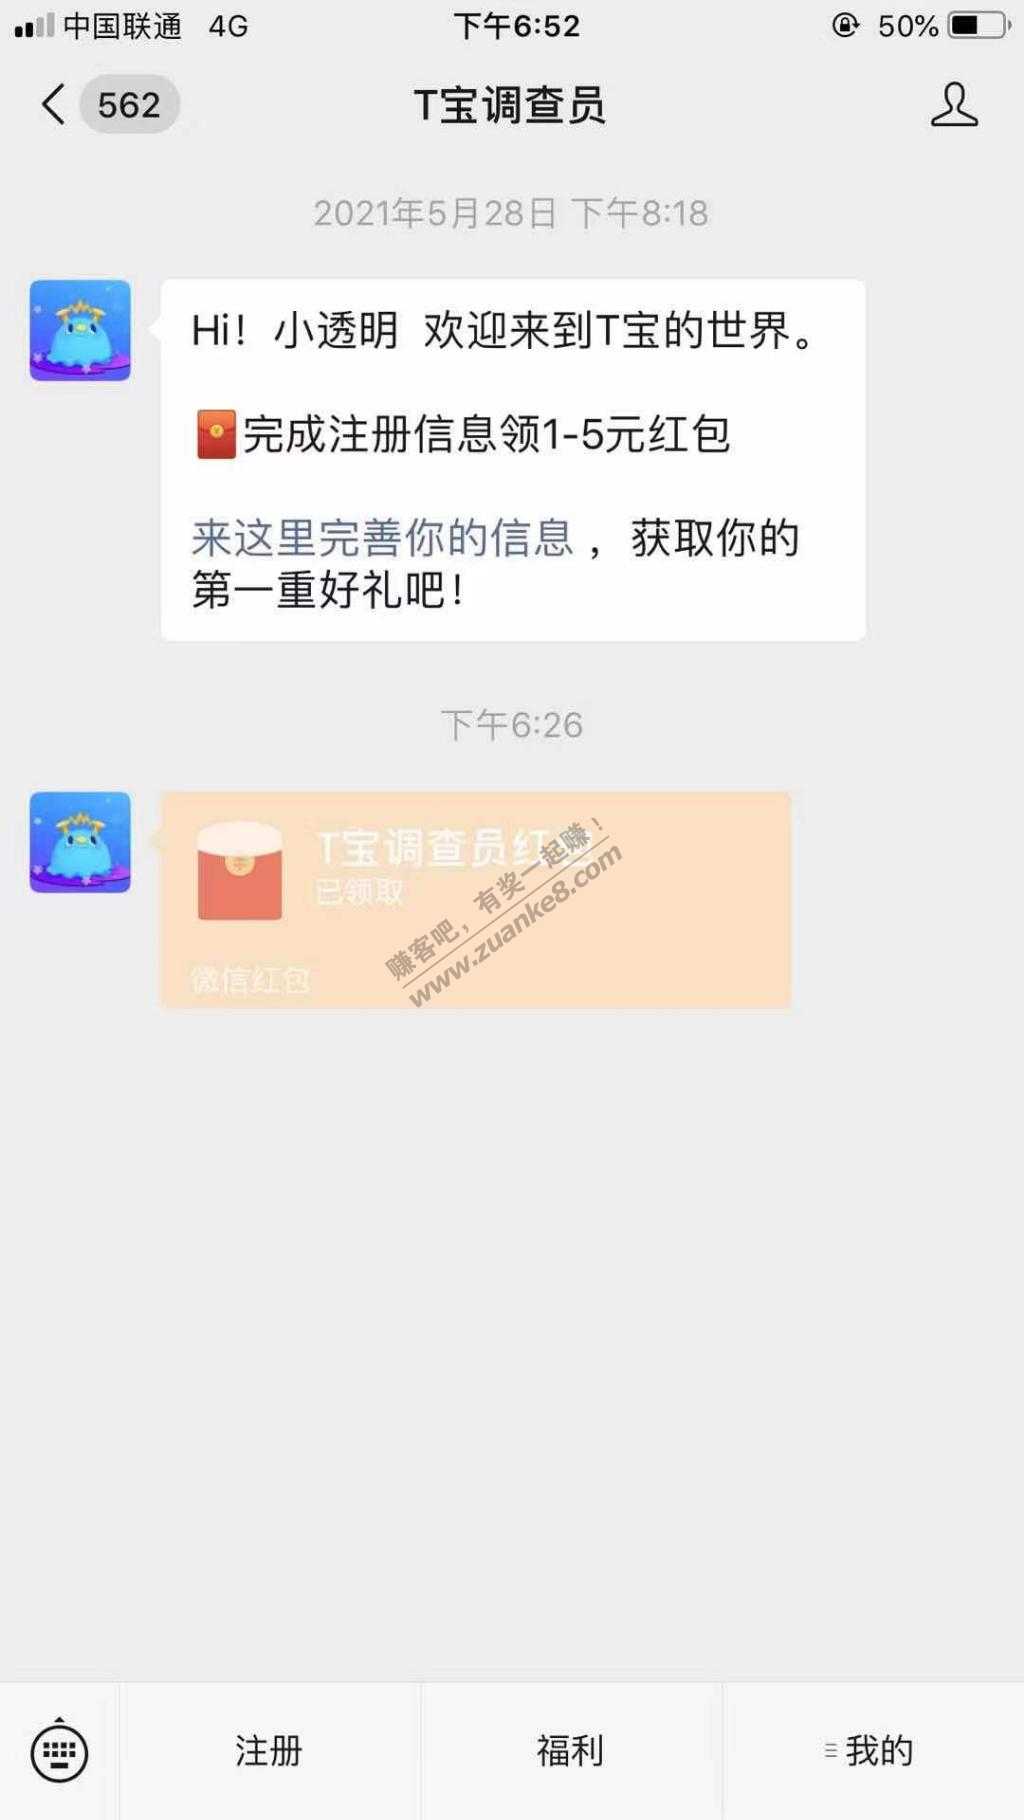 中国联通 4G 下午6:52 50%
562 T宝调查员
2021年5月28日 下午8:18
Hi！小透明 欢迎来到T宝的世界。
完成注册信息领1-5元红包
来这里完善你的信息，获取你的
第一重好礼吧！
下午6:26
T宝调查员红包
已领取
微信红包
赚客吧，有奖一起赚！
www.zuanke8.com
注册 福利 我的